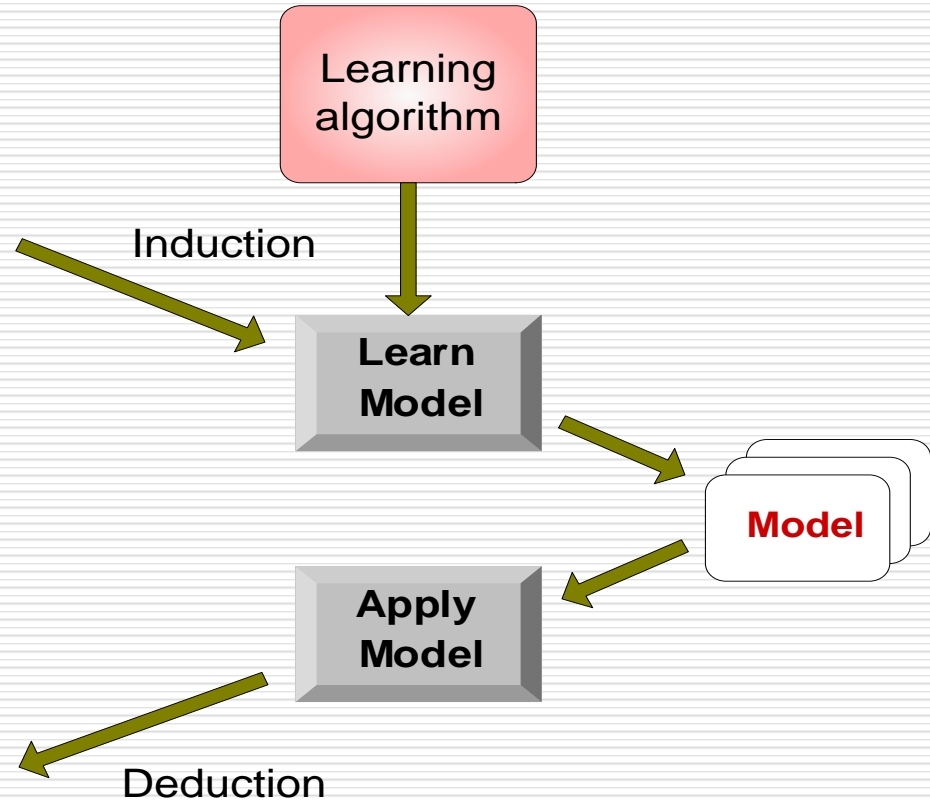 Learning
algorithm
Induction
Learn
Model
Model
Apply
Model
Deduction